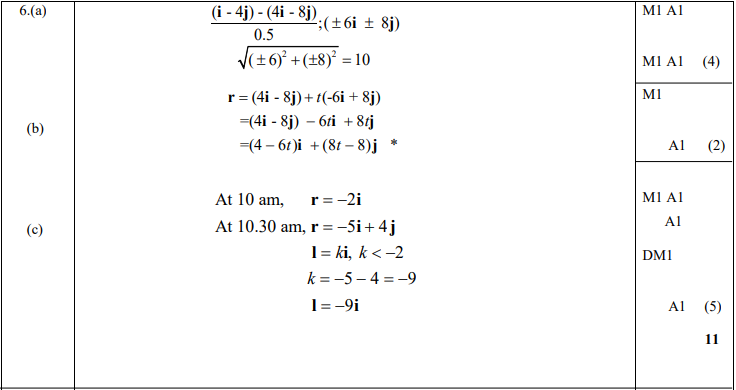 6.(a) (i - 4j) - (4i - 8j) / 0.5 ;(±6i ± 8j) M1 A1
√((±6)² + (±8)²) = 10 M1 A1 (4)
r = (4i - 8j) + t(-6i + 8j) M1
(b) =(4i - 8j) − 6ti + 8tj
=(4 − 6t)i + (8t − 8)j * A1 (2)
At 10 am, r = −2i M1 A1
(c) At 10.30 am, r = −5i + 4j A1
l = ki, k < −2 DM1
k = −5 − 4 = −9
l = −9i A1 (5)
11